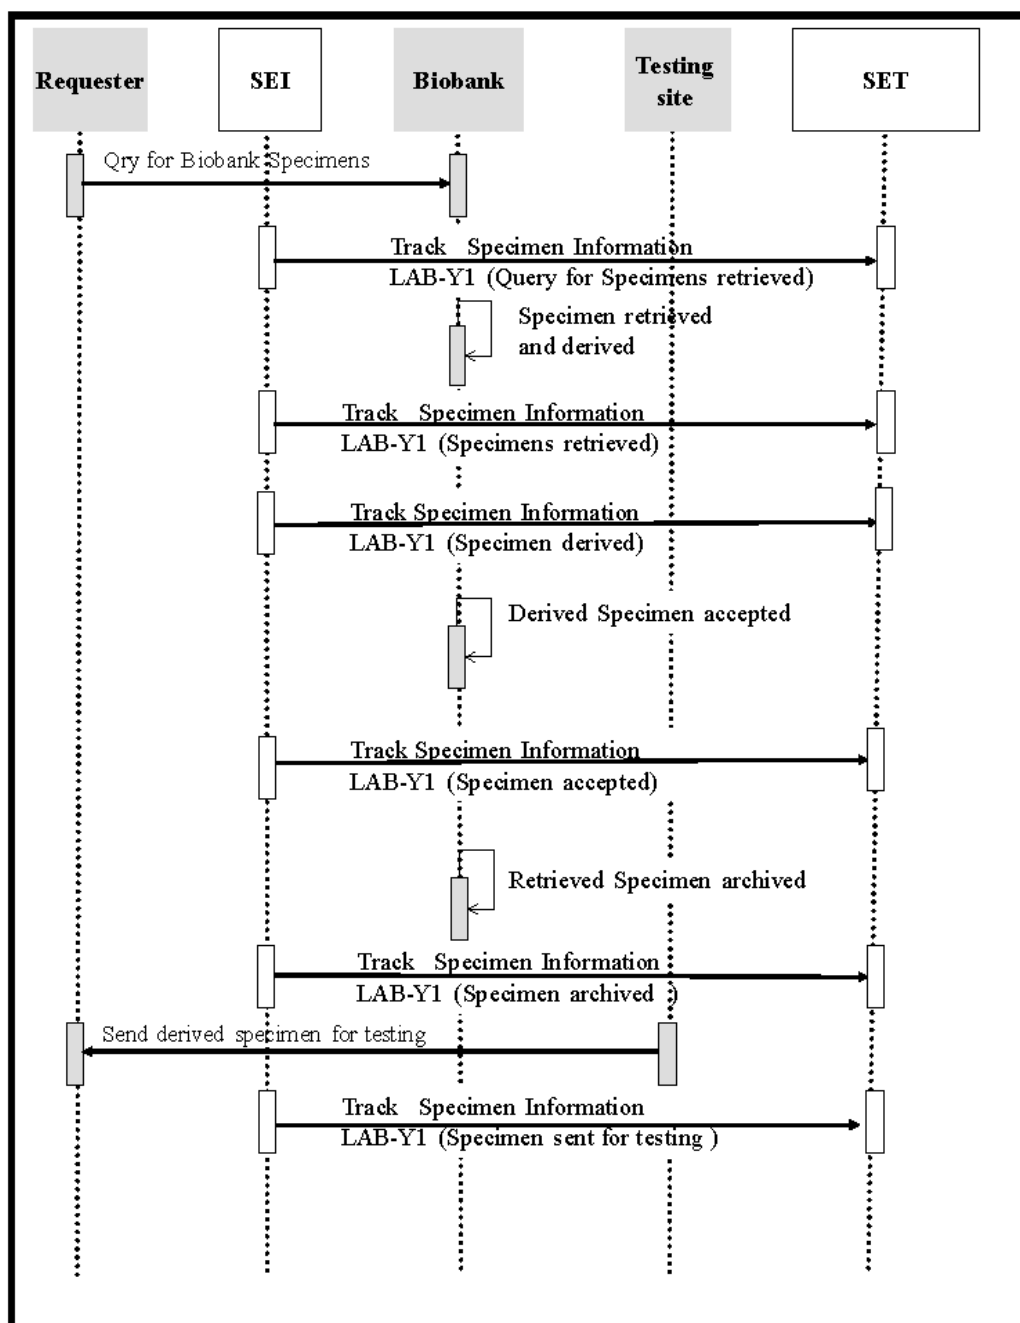 Requester
SEI
Biobank
Testing
site
SET
Qry for Biobank Specimens
Track Specimen Information
LAB-Y1 (Query for Specimens retrieved)
Specimen retrieved
and derived
Track Specimen Information
LAB-Y1 (Specimens retrieved)
Track Specimen Information
LAB-Y1 (Specimen derived)
Derived Specimen accepted
Track Specimen Information
LAB-Y1 (Specimen accepted)
Retrieved Specimen archived
Track Specimen Information
LAB-Y1 (Specimen archived )
Send derived specimen for testing
Track Specimen Information
LAB-Y1 (Specimen sent for testing )